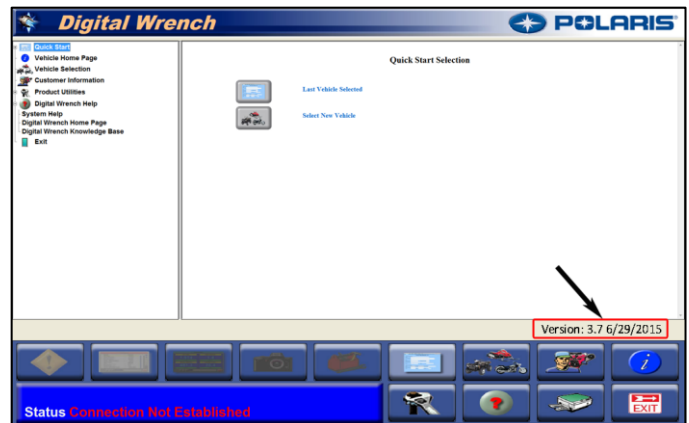 Digital Wrench
POLARIS
Quick Start
Vehicle Home Page
Vehicle Selection
Customer Information
Product Utilities
Digital Wrench Help
System Help
Digital Wrench Home Page
Digital Wrench Knowledge Base
Exit
Quick Start Selection
Last Vehicle Selected
Select New Vehicle
Version: 3.7 6/29/2015
Status Connection Not Established
EXIT